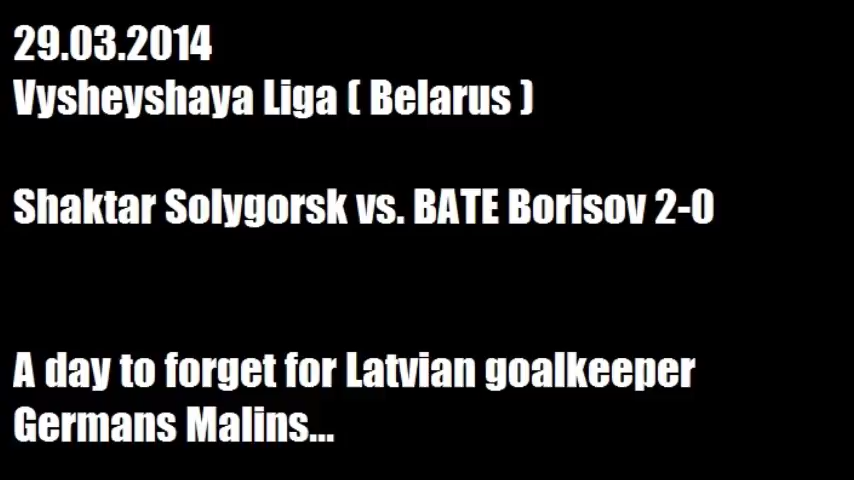 29.03.2014
Vysheyshaya Liga ( Belarus )
Shaktar Solygorsk vs. BATE Borisov 2-0
A day to forget for Latvian goalkeeper
Germans Malins...